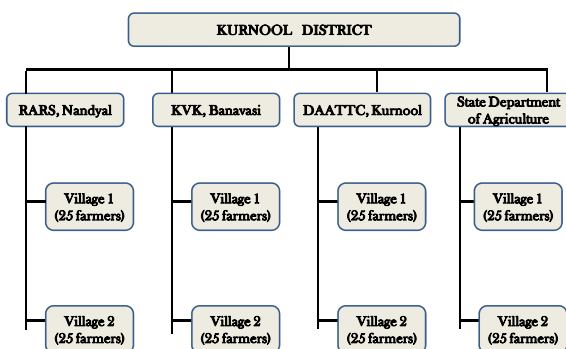 KURNOOL DISTRICT
RARS, Nandyal
KVK, Banavasi
DAATTC, Kurnool
State Department
of Agriculture
Village 1
(25 farmers)
Village 1
(25 farmers)
Village 1
(25 farmers)
Village 1
(25 farmers)
Village 2
(25 farmers)
Village 2
(25 farmers)
Village 2
(25 farmers)
Village 2
(25 farmers)